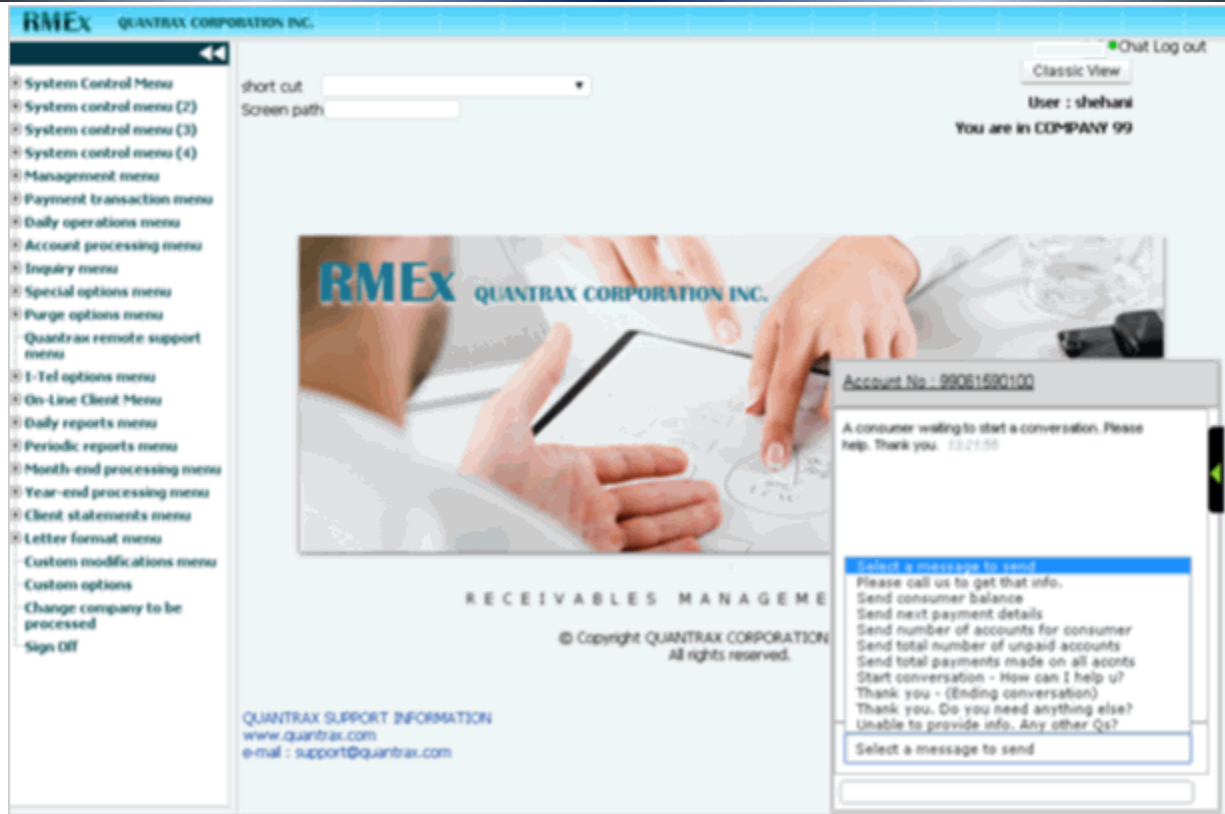 RMEx QUANTRAX CORPORATION INC.
Chat Log out
System Control Menu
System control menu (2)
System control menu (3)
System control menu (4)
Management menu
Payment transaction menu
Daily operations menu
Account processing menu
Inquiry menu
Special options menu
Purge options menu
Quantrax remote support
menu
I-Tel options menu
On-Line Client Menu
Daily reports menu
Periodic reports menu
Month-end processing menu
Year-end processing menu
Client statements menu
Letter format menu
Custom modifications menu
Custom options
Change company to be
processed
Sign Off
short cut
Screen path
Classic View
User : shehani
You are in COMPANY 99
RMEx QUANTRAX CORPORATION INC.
RECEIVABLES MANAGEME
© Copyright QUANTRAX CORPORATION
All rights reserved.
QUANTRAX SUPPORT INFORMATION
www.quantrax.com
e-mail : support@quantrax.com
Account No : 99061590100
A consumer waiting to start a conversation. Please
help. Thank you. 13:21:55
Select a message to send
Please call us to get that info.
Send consumer balance
Send next payment details
Send number of accounts for consumer
Send total number of unpaid accounts
Send total payments made on all accnts
Start conversation - How can I help u?
Thank you - (Ending conversation)
Thank you. Do you need anything else?
Unable to provide info. Any other Qs?
Select a message to send